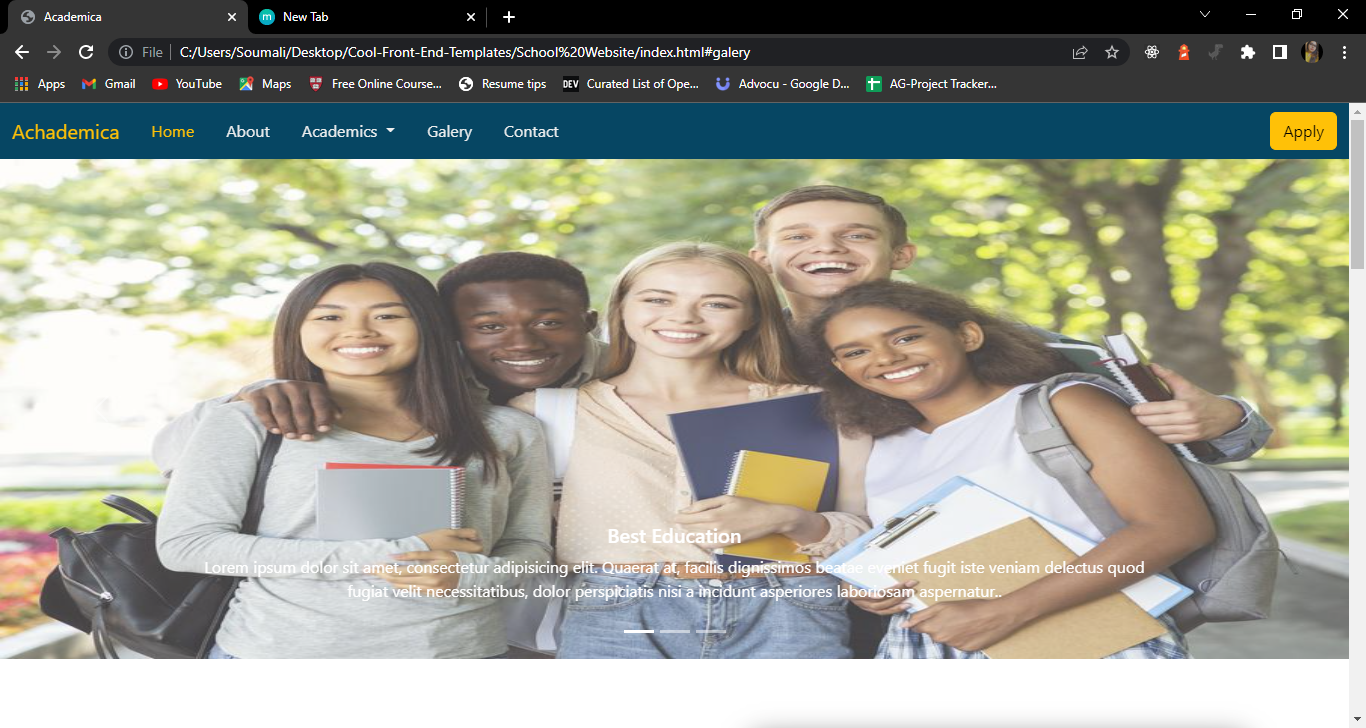 Academica
m New Tab
File C:/Users/Soumali/Desktop/Cool-Front-End-Templates/School%20Website/index.html#galery
Apps Gmail YouTube Maps Free Online Course... Resume tips DEV Curated List of Ope... Advocu - Google D... AG-Project Tracker...
Achademica Home About Academics Galery Contact Apply
Best Education
Lorem ipsum dolor sit amet, consectetur adipisicing elit. Quaerat at, facilis dignissimos beatae eveniet fugit iste veniam delectus quod
fugiat velit necessitatibus, dolor perspiciatis nisi a incidunt asperiores laboriosam aspernatur..